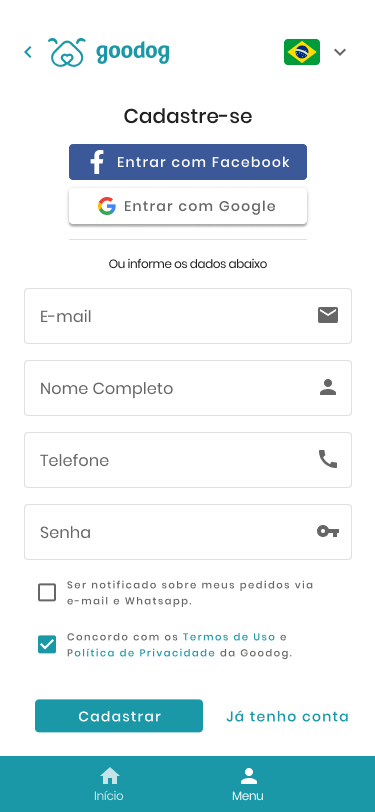 goodog
Cadastre-se
Entrar com Facebook
Entrar com Google
Ou informe os dados abaixo
E-mail
Nome Completo
Telefone
Senha
Ser notificado sobre meus pedidos via
e-mail e Whatsapp.
Concordo com os Termos de Uso e
Política de Privacidade da Goodog.
Cadastrar Já tenho conta
Início Menu